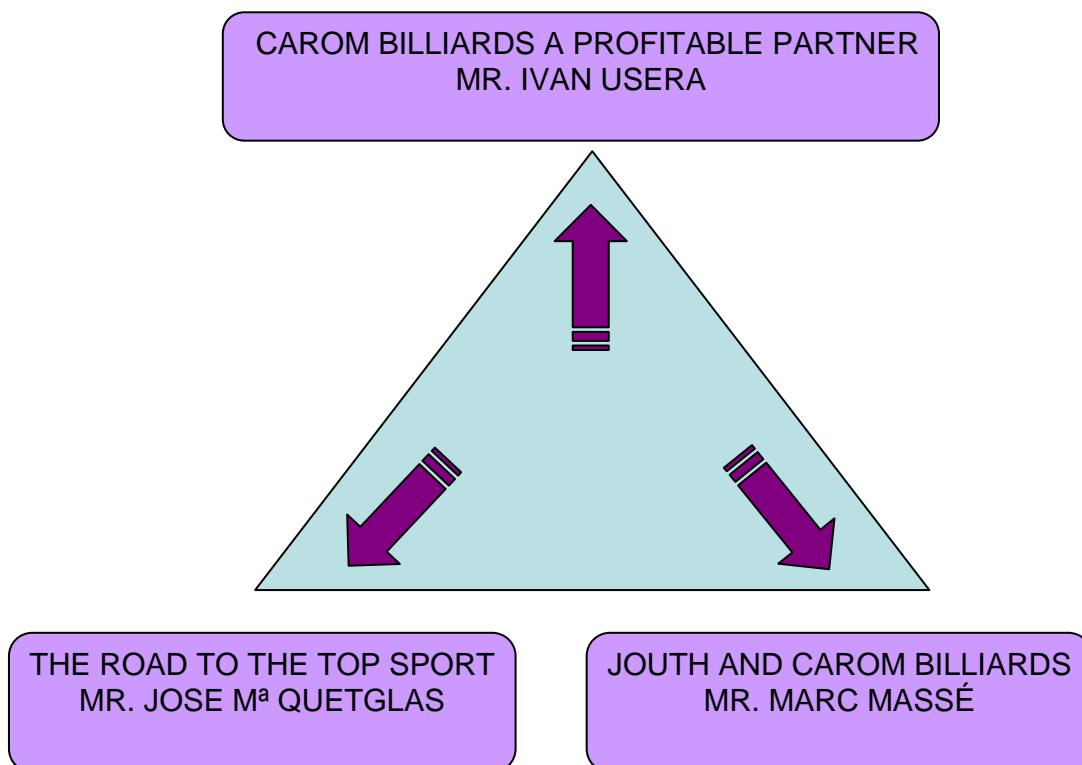 CAROM BILLIARDS A PROFITABLE PARTNER
MR. IVAN USERA
THE ROAD TO THE TOP SPORT
MR. JOSE Mª QUETGLAS
JOUTH AND CAROM BILLIARDS
MR. MARC MASSÉ